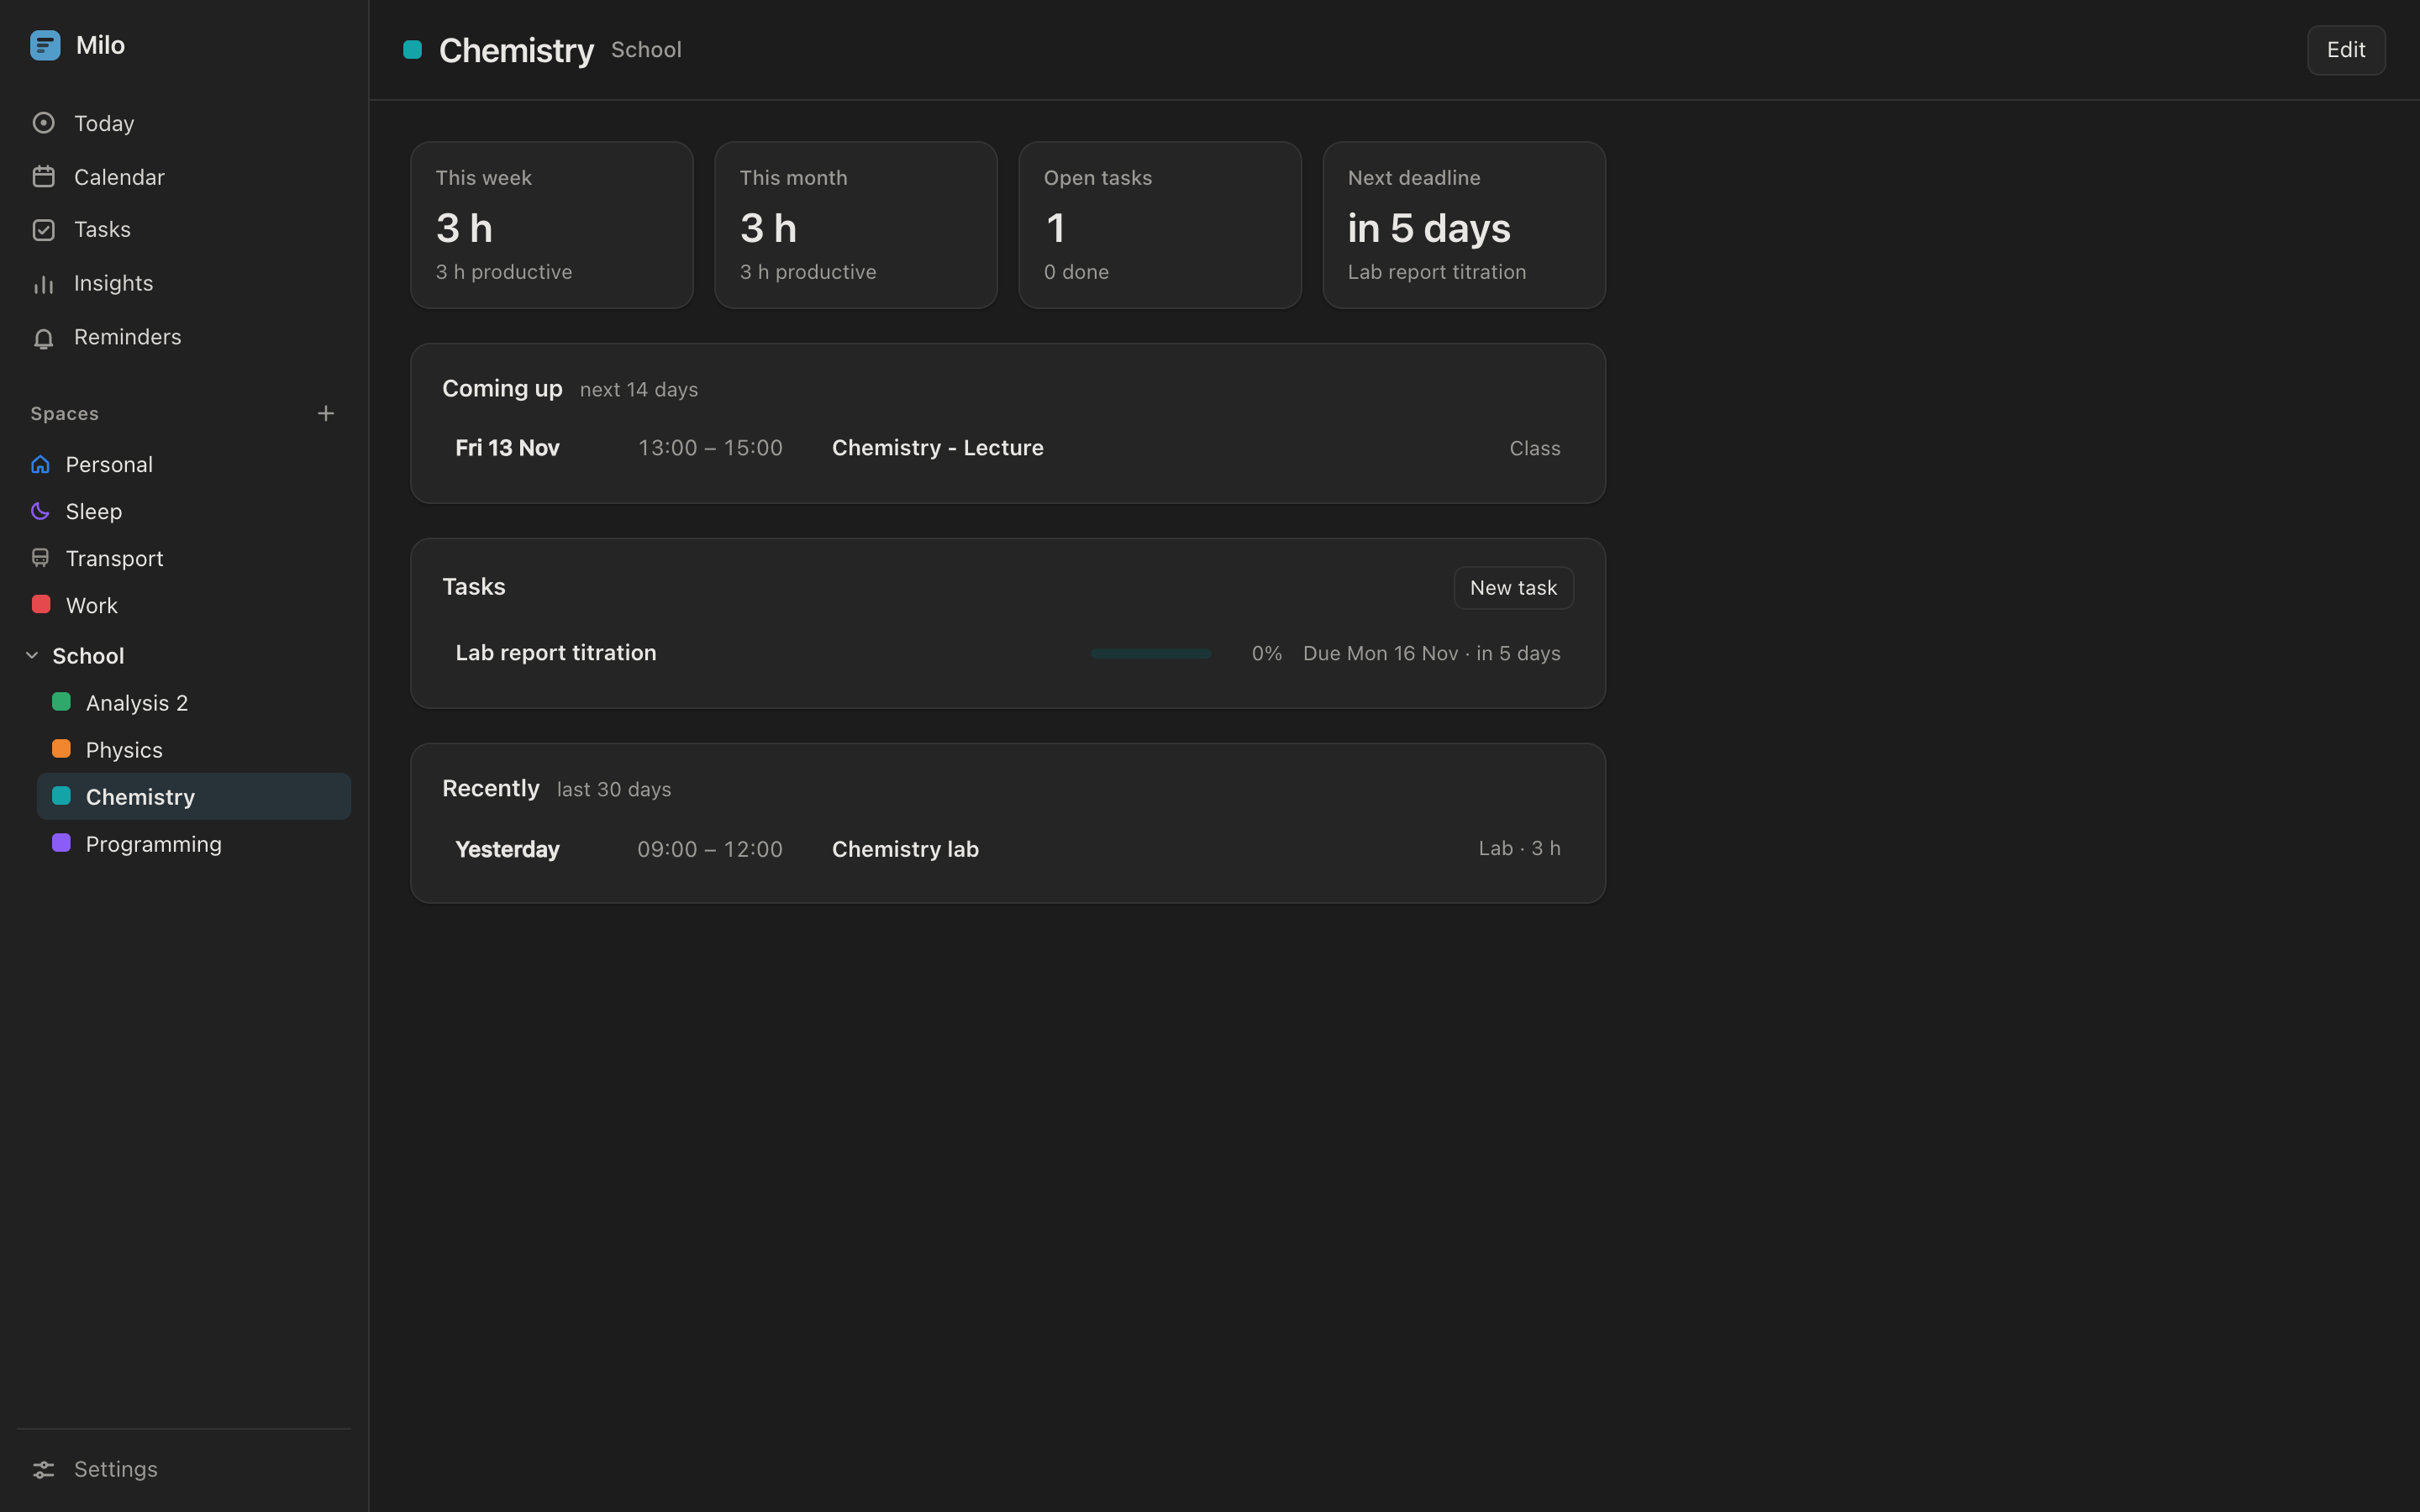 Milo
Today
Calendar
Tasks
Insights
Reminders
Spaces
Personal
Sleep
Transport
Work
School
Analysis 2
Physics
Chemistry
Programming
Settings
Chemistry School
Edit
This week
3 h
3 h productive
This month
3 h
3 h productive
Open tasks
1
0 done
Next deadline
in 5 days
Lab report titration
Coming up next 14 days
Fri 13 Nov 13:00 – 15:00 Chemistry - Lecture Class
Tasks New task
Lab report titration 0% Due Mon 16 Nov · in 5 days
Recently last 30 days
Yesterday 09:00 – 12:00 Chemistry lab Lab · 3 h